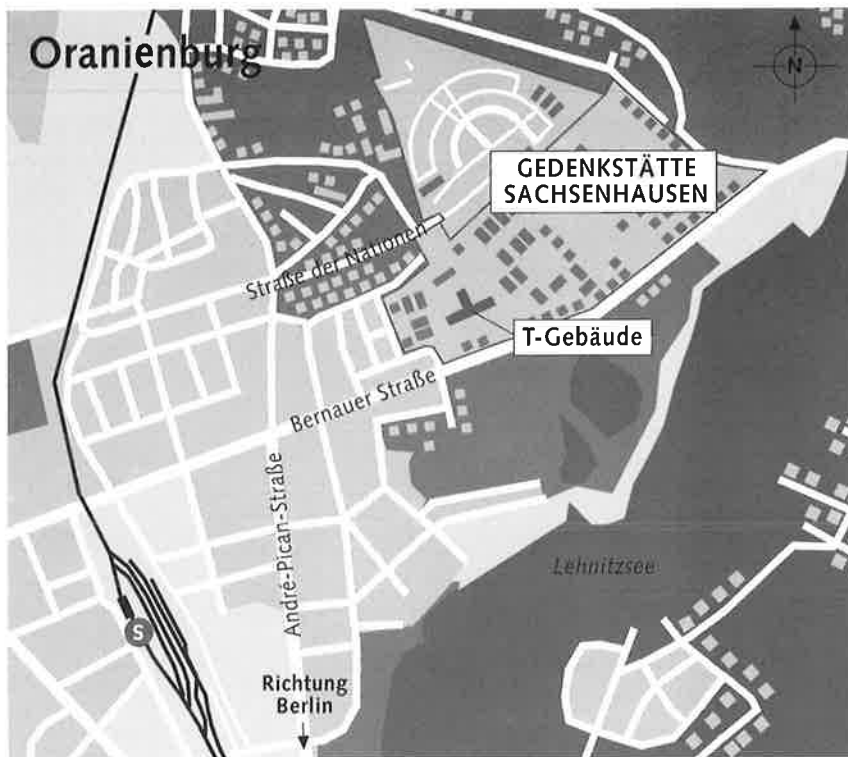 Oranienburg
N
GEDENKSTÄTTE
SACHSENHAUSEN
Straße der Nationen
T-Gebäude
Bernauer Straße
André-Pican-Straße
Lehnitzsee
S
Richtung
Berlin